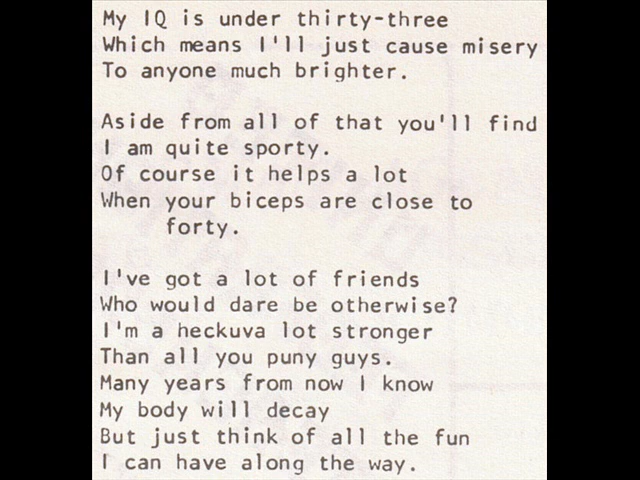 My IQ is under thirty-three
Which means I'll just cause misery
To anyone much brighter.

Aside from all of that you'll find
I am quite sporty.
Of course it helps a lot
When your biceps are close to
forty.

I've got a lot of friends
Who would dare be otherwise?
I'm a heckuva lot stronger
Than all you puny guys.
Many years from now I know
My body will decay
But just think of all the fun
I can have along the way.